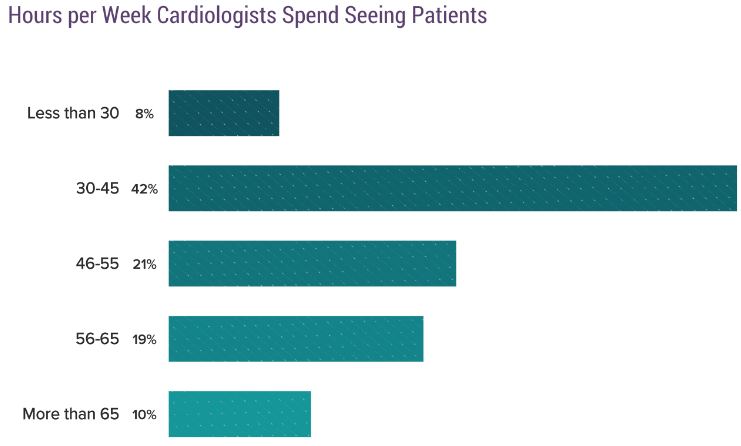 Hours per Week Cardiologists Spend Seeing Patients
Less than 30 8%
30-45 42%
46-55 21%
56-65 19%
More than 65 10%